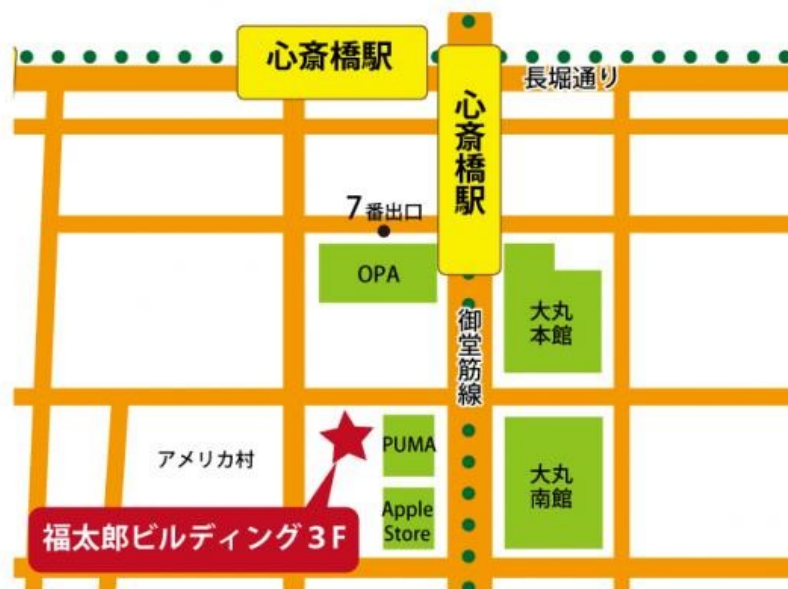 心斎橋駅
長堀通り
心斎橋駅
7番出口
OPA
大丸
本館
御堂筋線
アメリカ村
PUMA
大丸
南館
Apple
Store
福太郎ビルディング3F